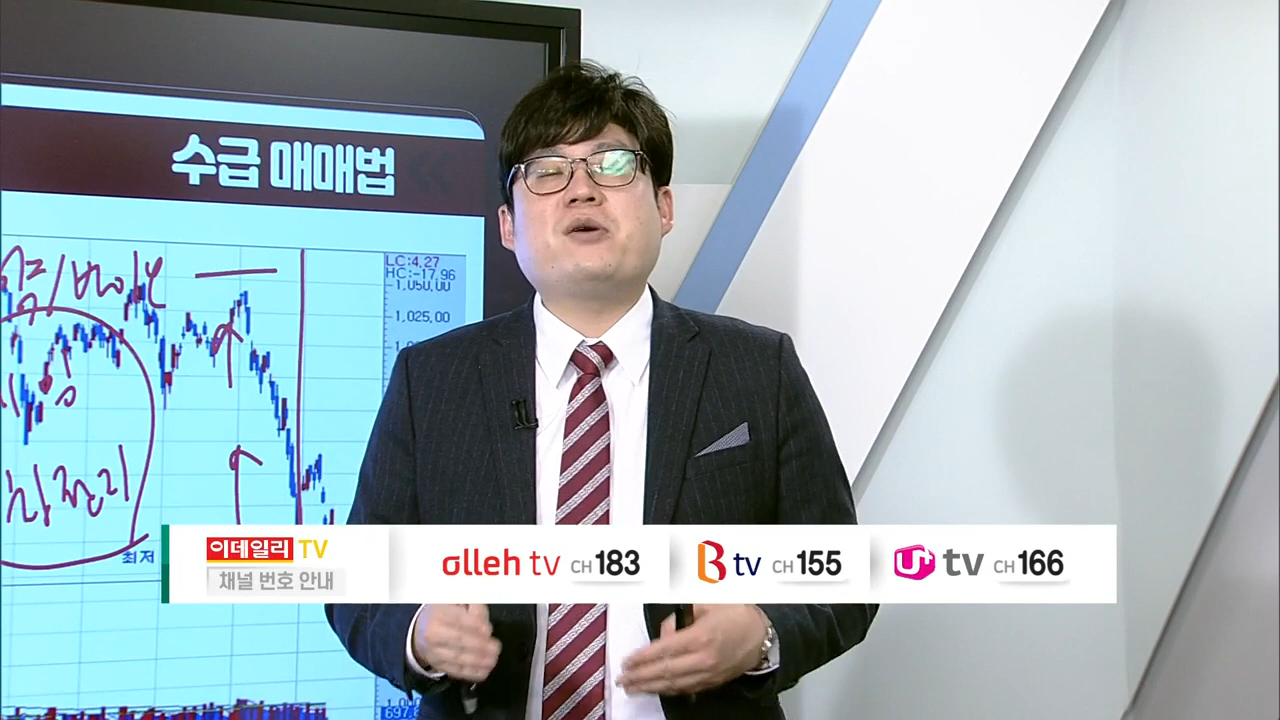 수급 매매법
LC:4.27
HC:-17.96
1,050.00
1,025.00
최저
이데일리 TV
채널 번호 안내
olleh tv CH 183
B tv CH 155
U+ tv CH 166